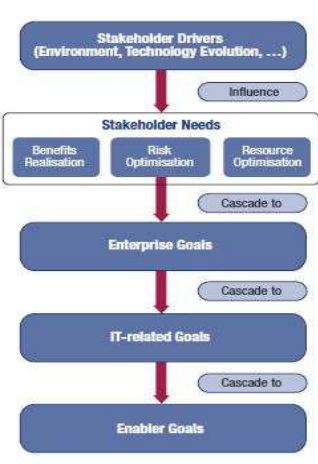 Stakeholder Drivers
(Environment, Technology Evolution, …)
Influence
Stakeholder Needs
Benefits
Realisation
Risk
Optimisation
Resource
Optimisation
Cascade to
Enterprise Goals
Cascade to
IT-related Goals
Cascade to
Enabler Goals